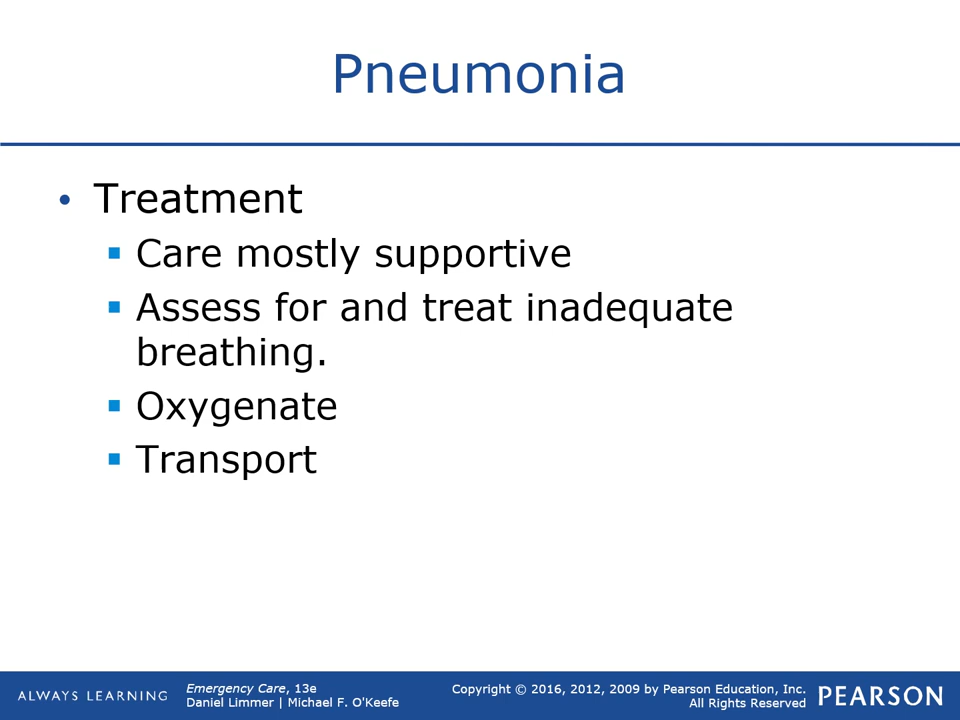 Pneumonia
• Treatment
▪ Care mostly supportive
▪ Assess for and treat inadequate
breathing.
▪ Oxygenate
▪ Transport
ALWAYS LEARNING
Emergency Care, 13e
Daniel Limmer | Michael F. O'Keefe
Copyright © 2016, 2012, 2009 by Pearson Education, Inc.
All Rights Reserved
PEARSON